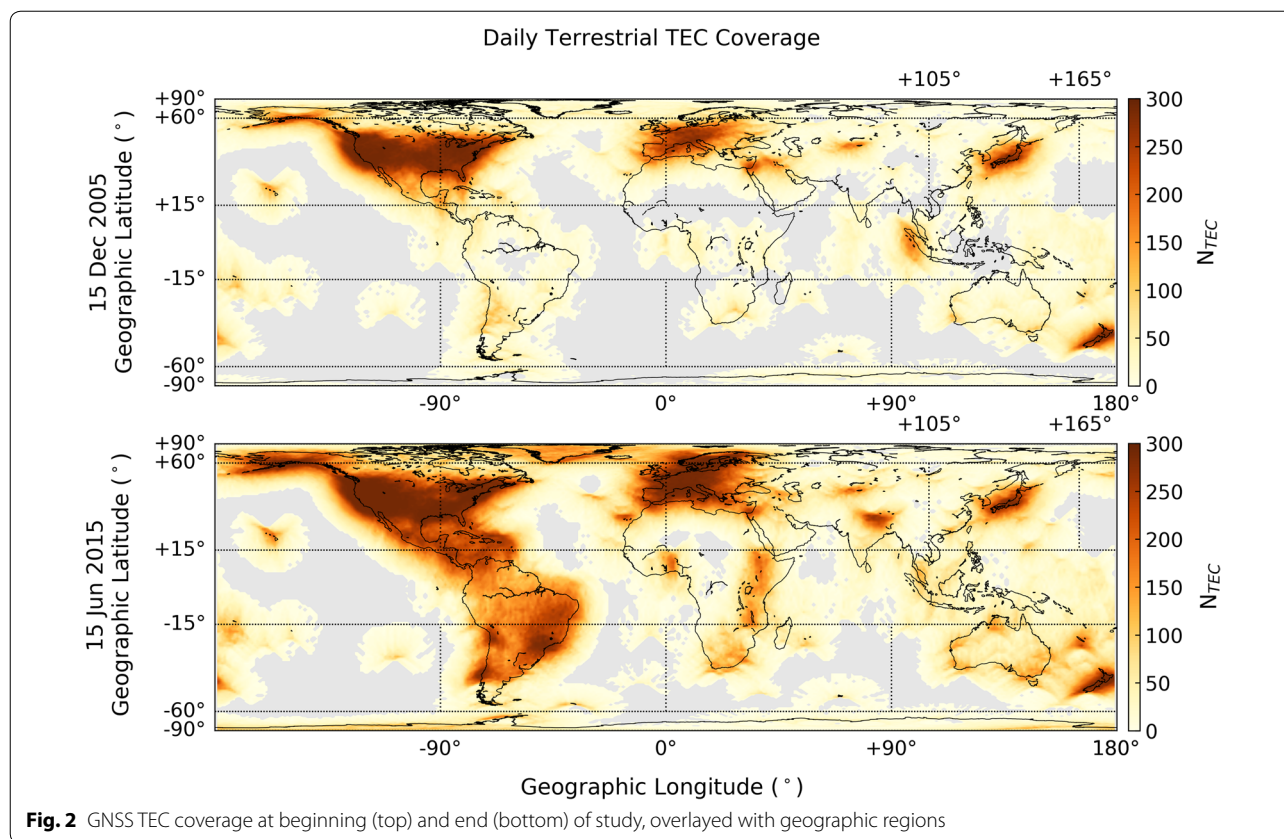 Daily Terrestrial TEC Coverage
+105° +165°
+90°
+60°
+15°
-15°
-60°
-90°
15 Dec 2005
Geographic Latitude (°)
300
250
200
150
100
50
0
N_TEC
-90° 0° +90° 180°
+105° +165°
+90°
+60°
+15°
-15°
-60°
-90°
15 Jun 2015
Geographic Latitude (°)
300
250
200
150
100
50
0
N_TEC
-90° 0° +90° 180°
Geographic Longitude (°)
Fig. 2 GNSS TEC coverage at beginning (top) and end (bottom) of study, overlayed with geographic regions